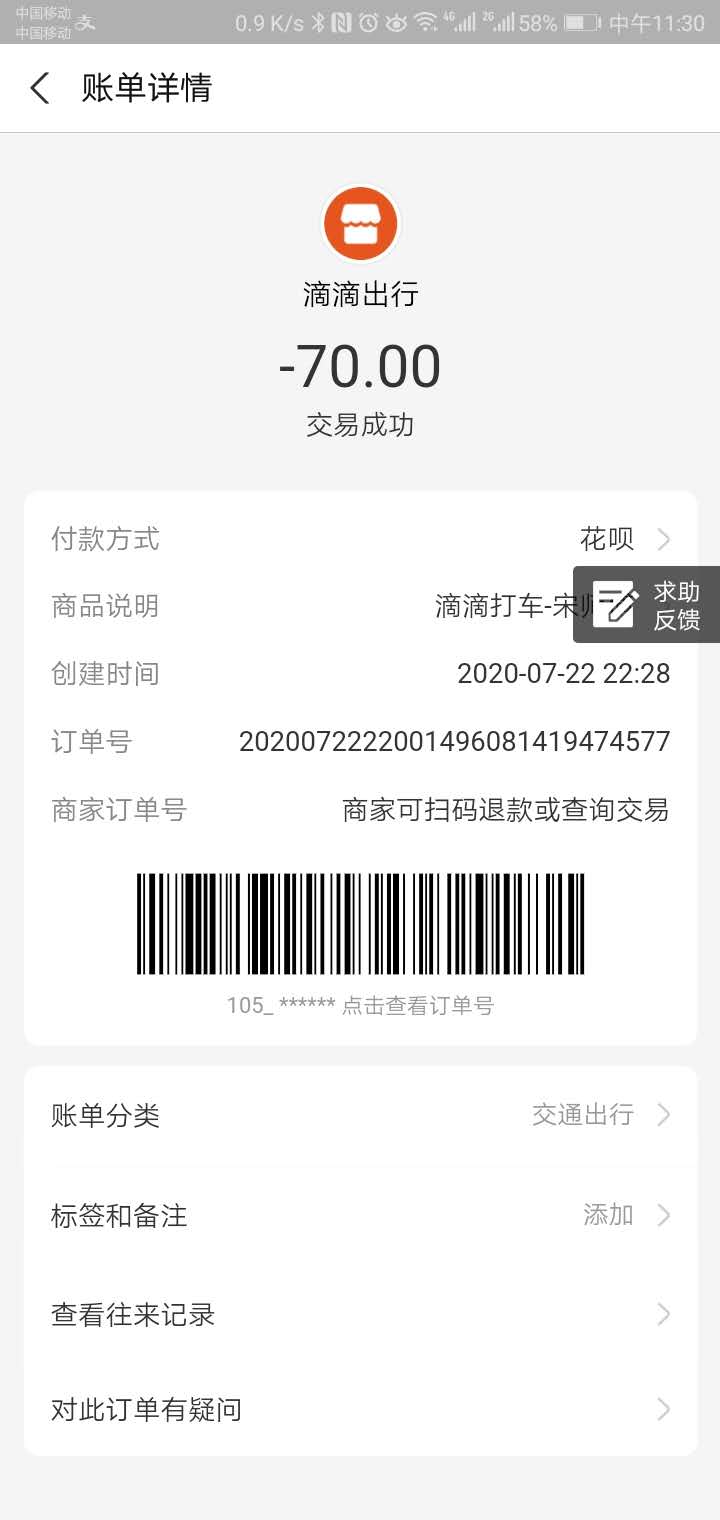 中国移动
中国移动
0.9 K/s 4G 2G 58% 中午11:30
账单详情
滴滴出行
-70.00
交易成功
付款方式 花呗
商品说明 滴滴打车-宋师
求助
反馈
创建时间 2020-07-22 22:28
订单号 2020072222001496081419474577
商家订单号 商家可扫码退款或查询交易
105_ ****** 点击查看订单号
账单分类 交通出行
标签和备注 添加
查看往来记录
对此订单有疑问